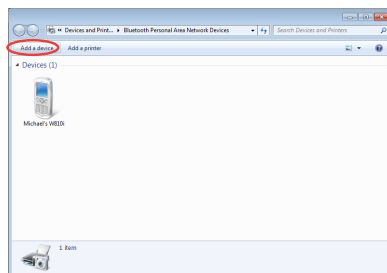 « Devices and Print... ▸ Bluetooth Personal Area Network Devices Search Devices and Printers
Add a device Add a printer
Devices (1)
Michael's W810i
1 item